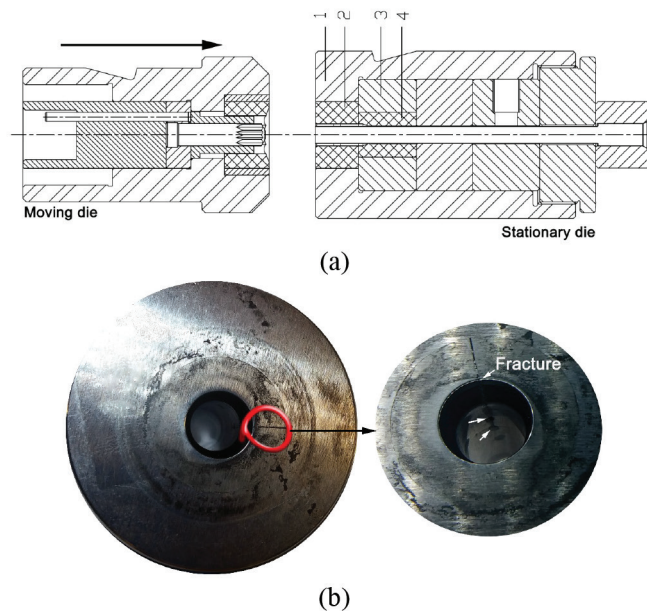 1 2 3 4
Moving die
Stationary die
(a)
Fracture
(b)